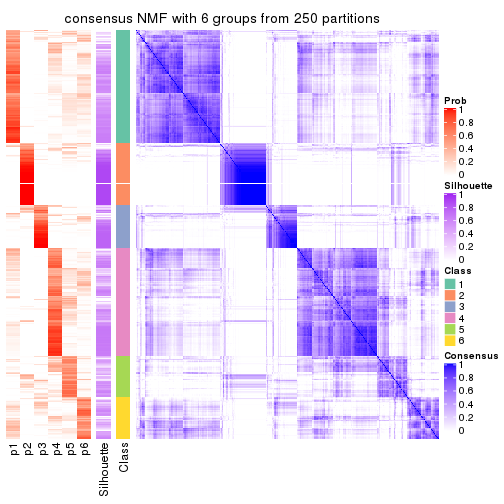 consensus NMF with 6 groups from 250 partitions
Prob
1
0.8
0.6
0.4
0.2
0
Silhouette
1
0.8
0.6
0.4
0.2
0
Class
1
2
3
4
5
6
Consensus
1
0.8
0.6
0.4
0.2
0
p1
p2
p3
p4
p5
p6
Silhouette
Class